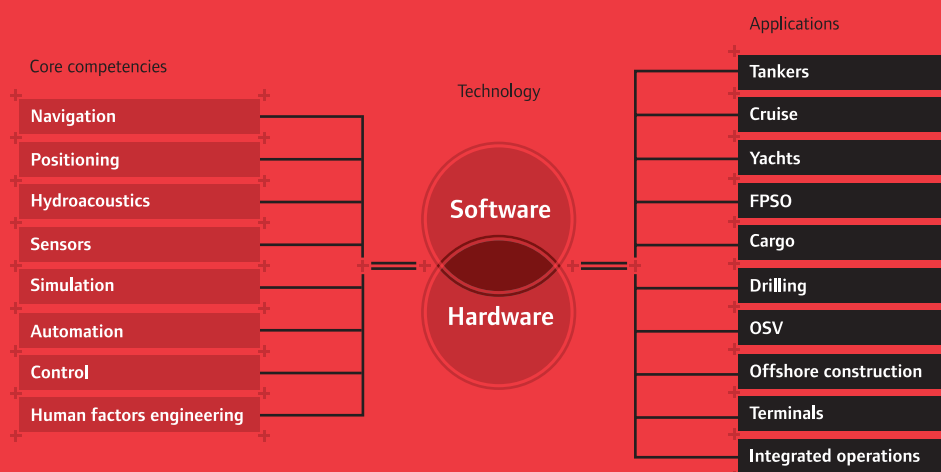 Core competencies
Navigation
Positioning
Hydroacoustics
Sensors
Simulation
Automation
Control
Human factors engineering
Technology
Software
Hardware
Applications
Tankers
Cruise
Yachts
FPSO
Cargo
Drilling
OSV
Offshore construction
Terminals
Integrated operations